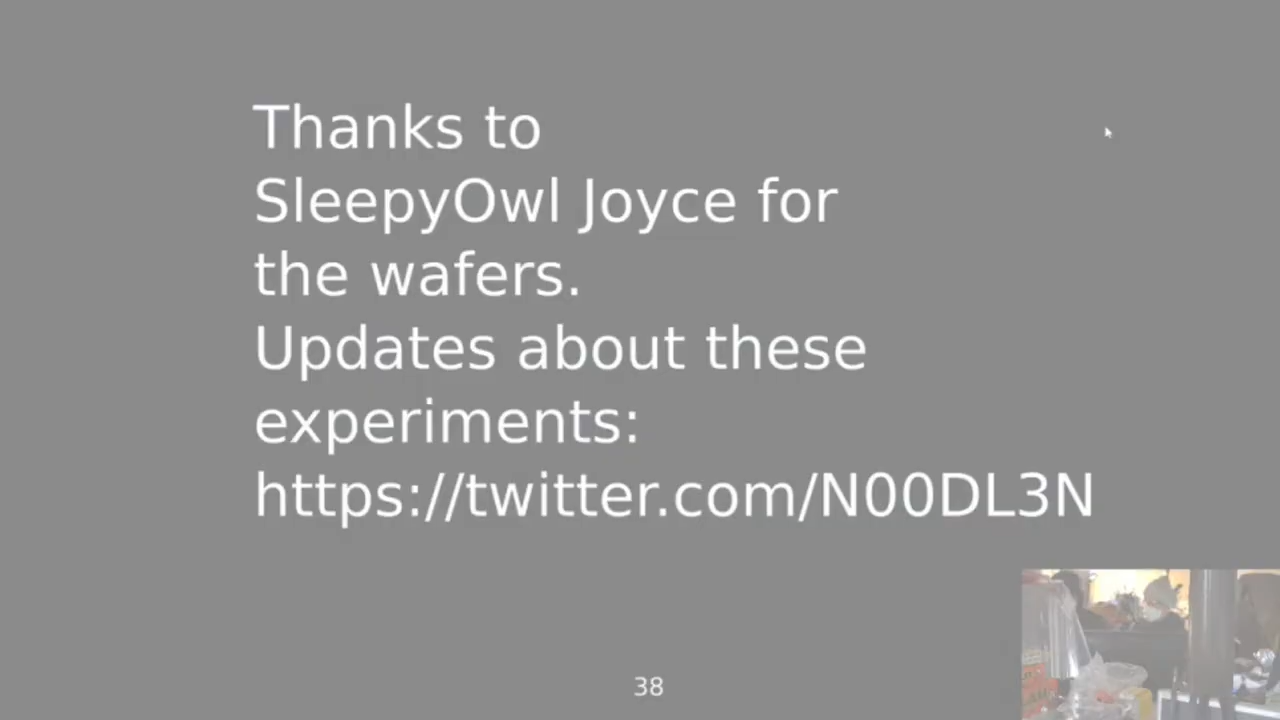 Thanks to
SleepyOwl Joyce for
the wafers.
Updates about these
experiments:
https://twitter.com/N00DL3N
38